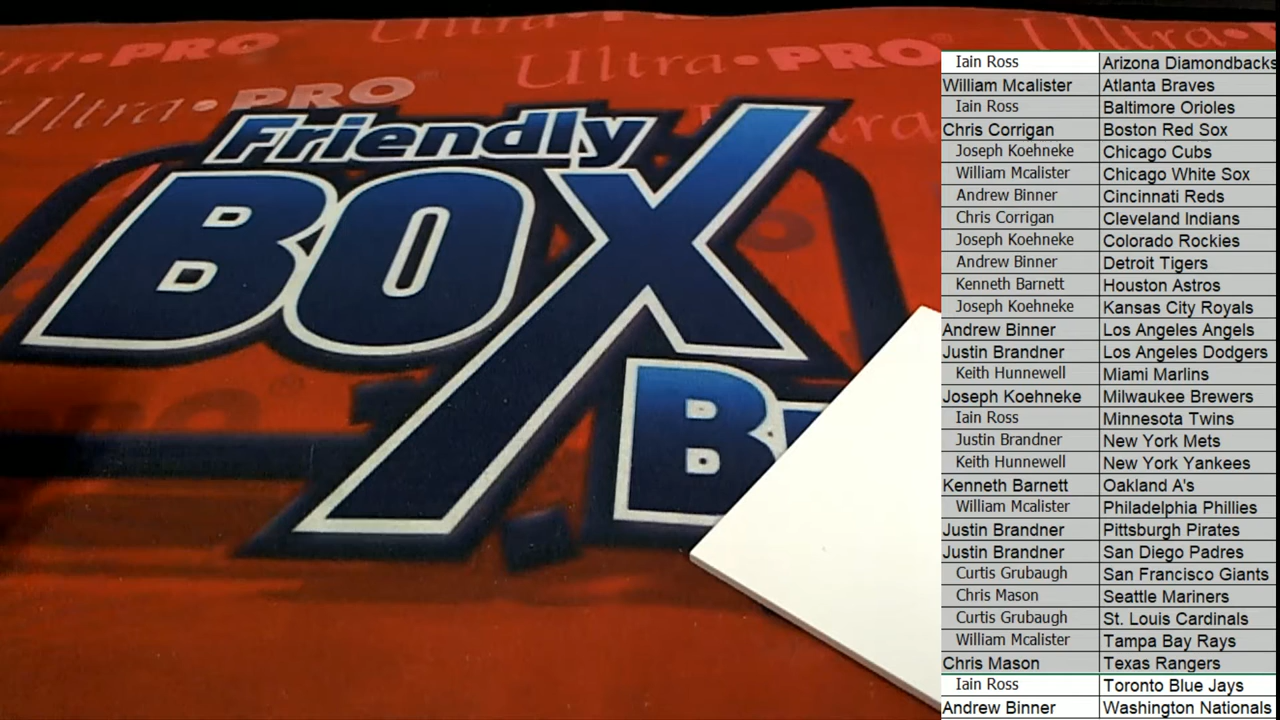 Ultra•PRO
Ultra•PRO®
Ultra•PRO®
Ultra•PRO®
Friendly
BOX
B
Iain Ross Arizona Diamondbacks
William Mcalister Atlanta Braves
Iain Ross Baltimore Orioles
Chris Corrigan Boston Red Sox
Joseph Koehneke Chicago Cubs
William Mcalister Chicago White Sox
Andrew Binner Cincinnati Reds
Chris Corrigan Cleveland Indians
Joseph Koehneke Colorado Rockies
Andrew Binner Detroit Tigers
Kenneth Barnett Houston Astros
Joseph Koehneke Kansas City Royals
Andrew Binner Los Angeles Angels
Justin Brandner Los Angeles Dodgers
Keith Hunnewell Miami Marlins
Joseph Koehneke Milwaukee Brewers
Iain Ross Minnesota Twins
Justin Brandner New York Mets
Keith Hunnewell New York Yankees
Kenneth Barnett Oakland A's
William Mcalister Philadelphia Phillies
Justin Brandner Pittsburgh Pirates
Justin Brandner San Diego Padres
Curtis Grubaugh San Francisco Giants
Chris Mason Seattle Mariners
Curtis Grubaugh St. Louis Cardinals
William Mcalister Tampa Bay Rays
Chris Mason Texas Rangers
Iain Ross Toronto Blue Jays
Andrew Binner Washington Nationals